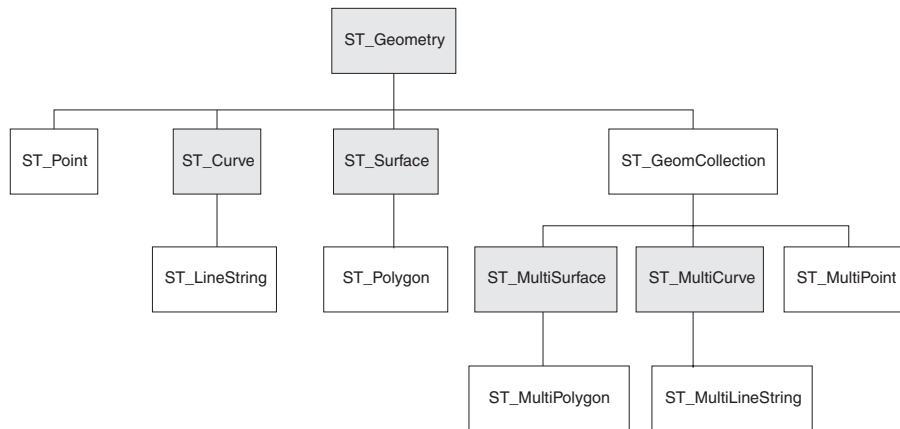 ST_Geometry
ST_Point
ST_Curve
ST_Surface
ST_GeomCollection
ST_LineString
ST_Polygon
ST_MultiSurface
ST_MultiCurve
ST_MultiPoint
ST_MultiPolygon
ST_MultiLineString